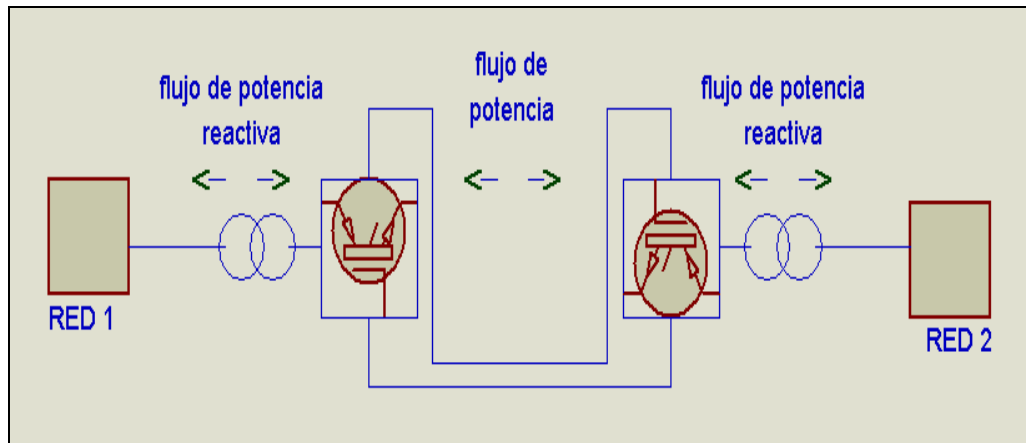 flujo de potencia
reactiva
flujo de
potencia
flujo de potencia
reactiva
RED 1
RED 2